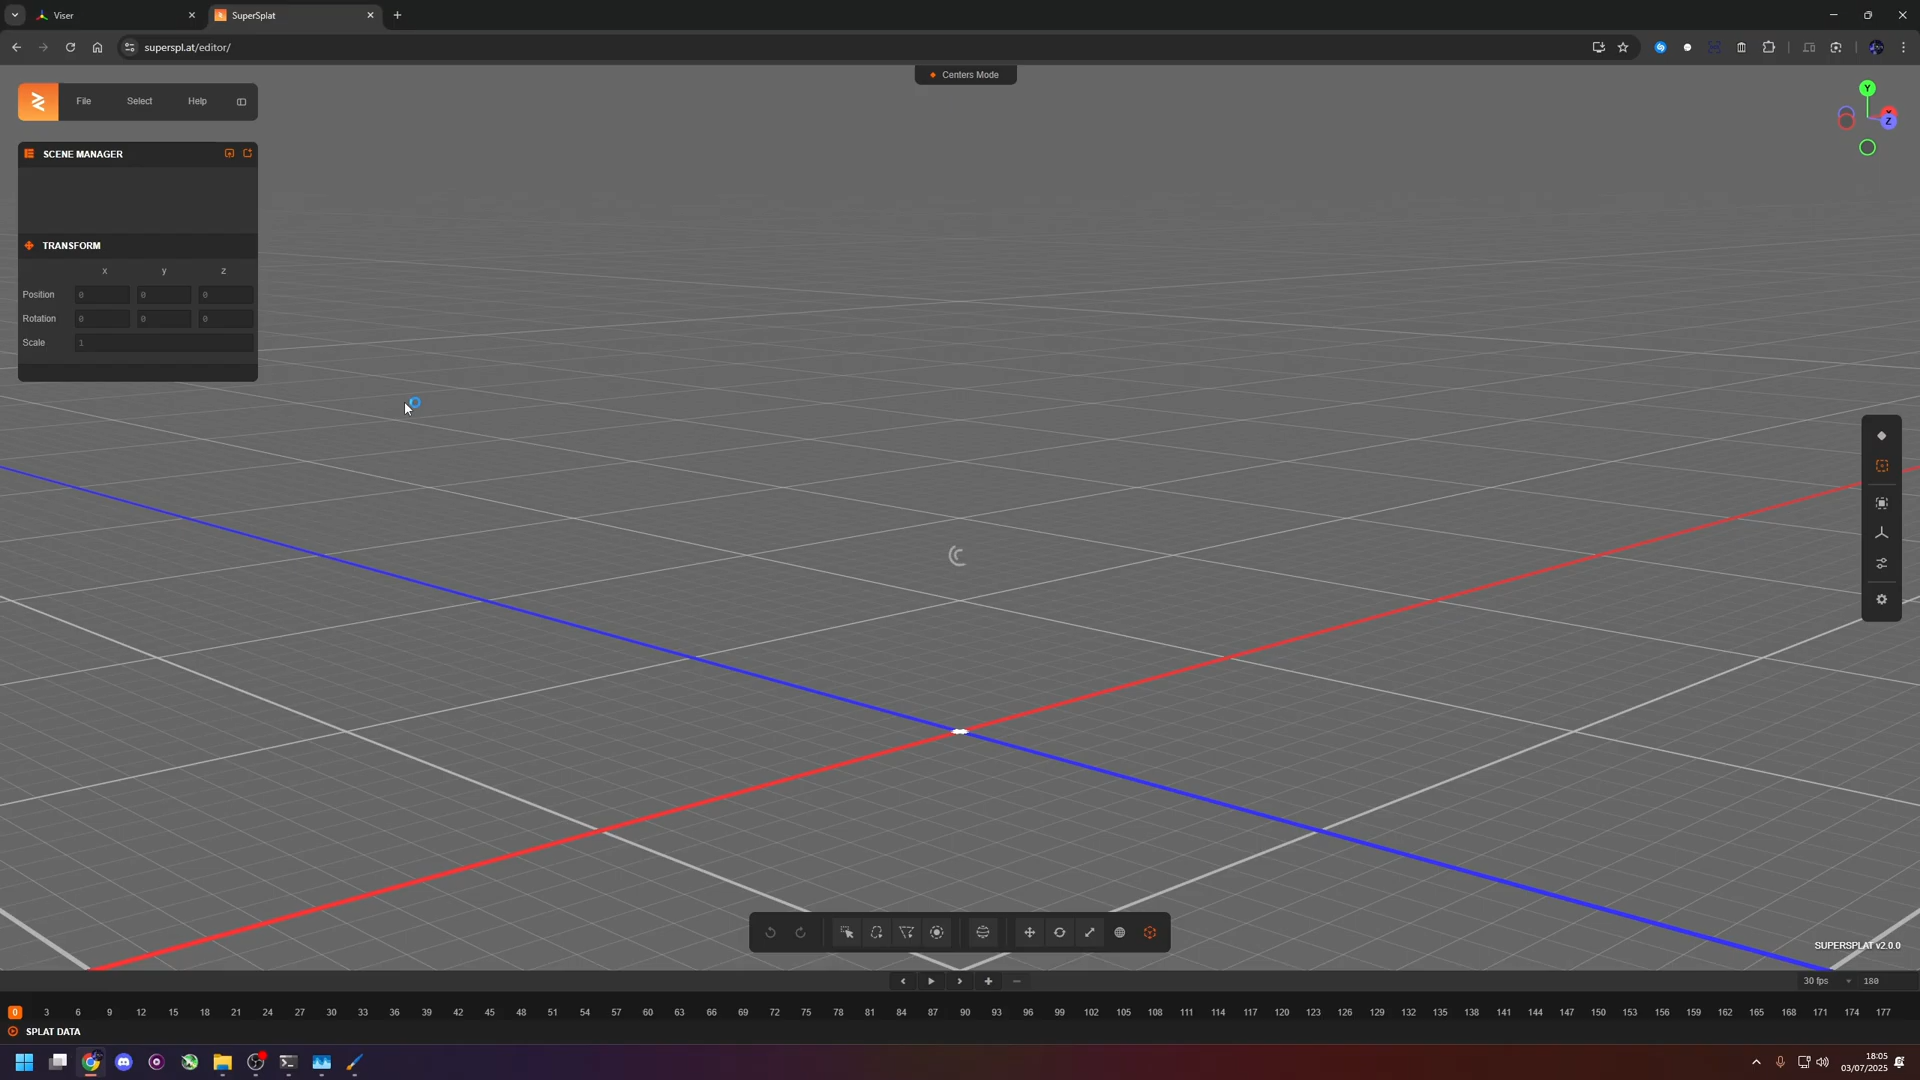 Viser
SuperSplat
superspl.at/editor/
Centers Mode
File
Select
Help
Y
X
Z
SCENE MANAGER
TRANSFORM
x y z
Position 0 0 0
Rotation 0 0 0
Scale 1
SUPERSPLAT v2.0.0
30 fps 180
0 3 6 9 12 15 18 21 24 27 30 33 36 39 42 45 48 51 54 57 60 63 66 69 72 75 78 81 84 87 90 93 96 99 102 105 108 111 114 117 120 123 126 129 132 135 138 141 144 147 150 153 156 159 162 165 168 171 174 177
SPLAT DATA
18:05
03/07/2025